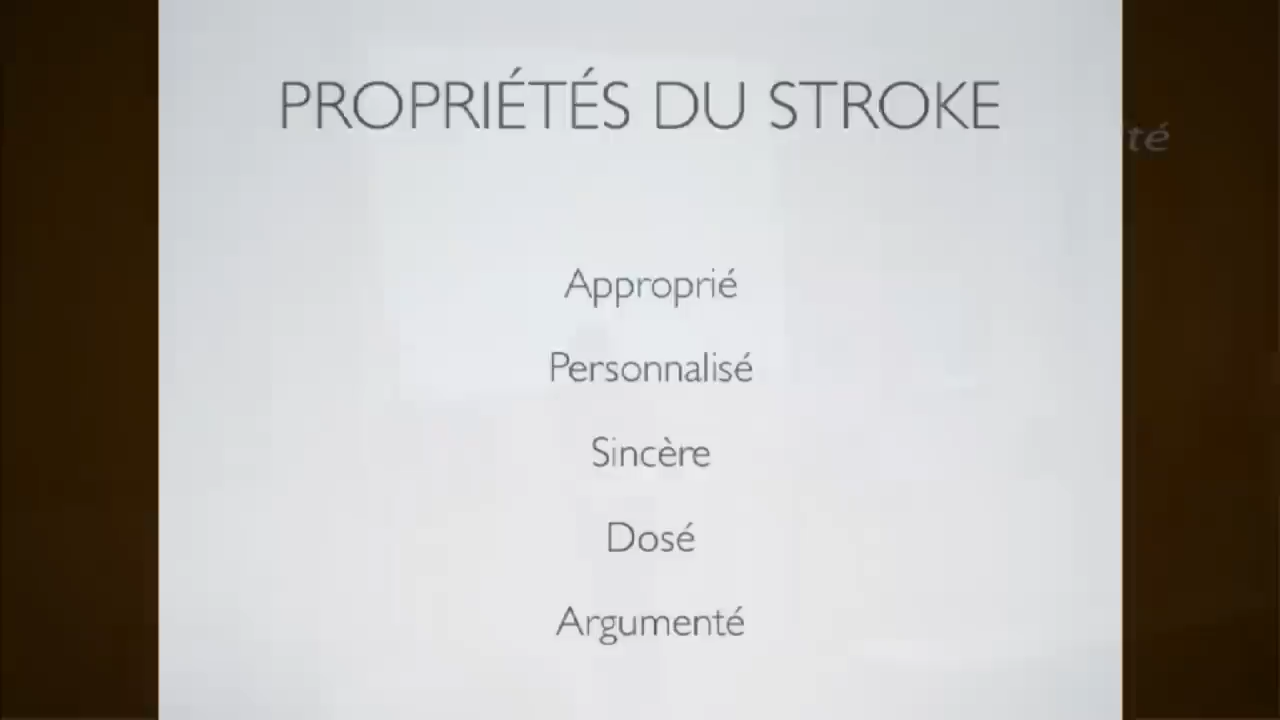 PROPRIÉTÉS DU STROKE
Approprié
Personnalisé
Sincère
Dosé
Argumenté